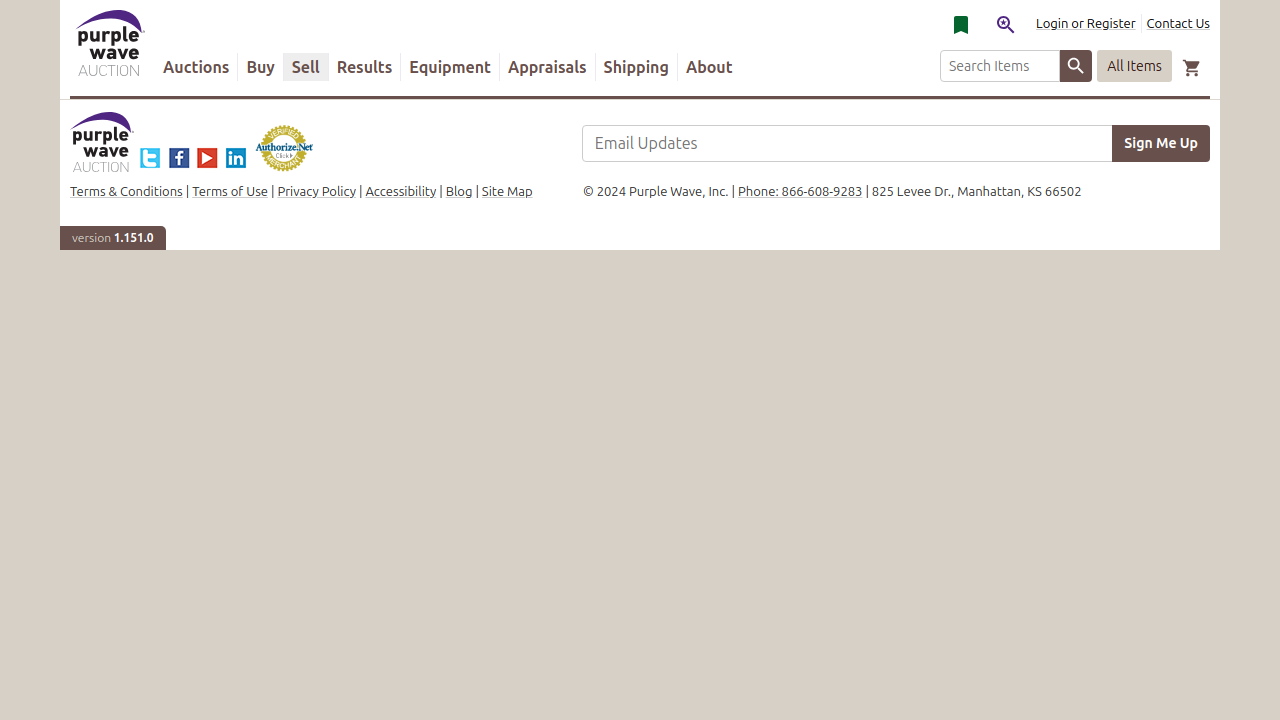 purple
wave
AUCTION
Login or Register
Contact Us
Auctions
Buy
Sell
Results
Equipment
Appraisals
Shipping
About
Search Items
All Items
purple
wave
AUCTION
Authorize.Net
Click
Email Updates
Sign Me Up
Terms & Conditions | Terms of Use | Privacy Policy | Accessibility | Blog | Site Map
© 2024 Purple Wave, Inc. | Phone: 866-608-9283 | 825 Levee Dr., Manhattan, KS 66502
version 1.151.0